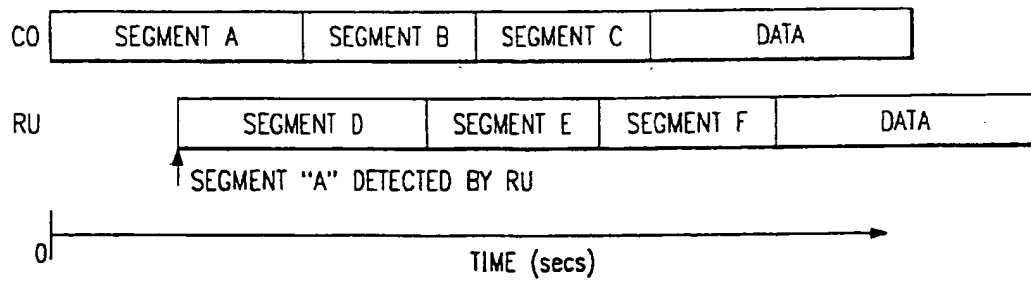 CO SEGMENT A SEGMENT B SEGMENT C DATA
RU SEGMENT D SEGMENT E SEGMENT F DATA
SEGMENT "A" DETECTED BY RU
0
TIME (secs)